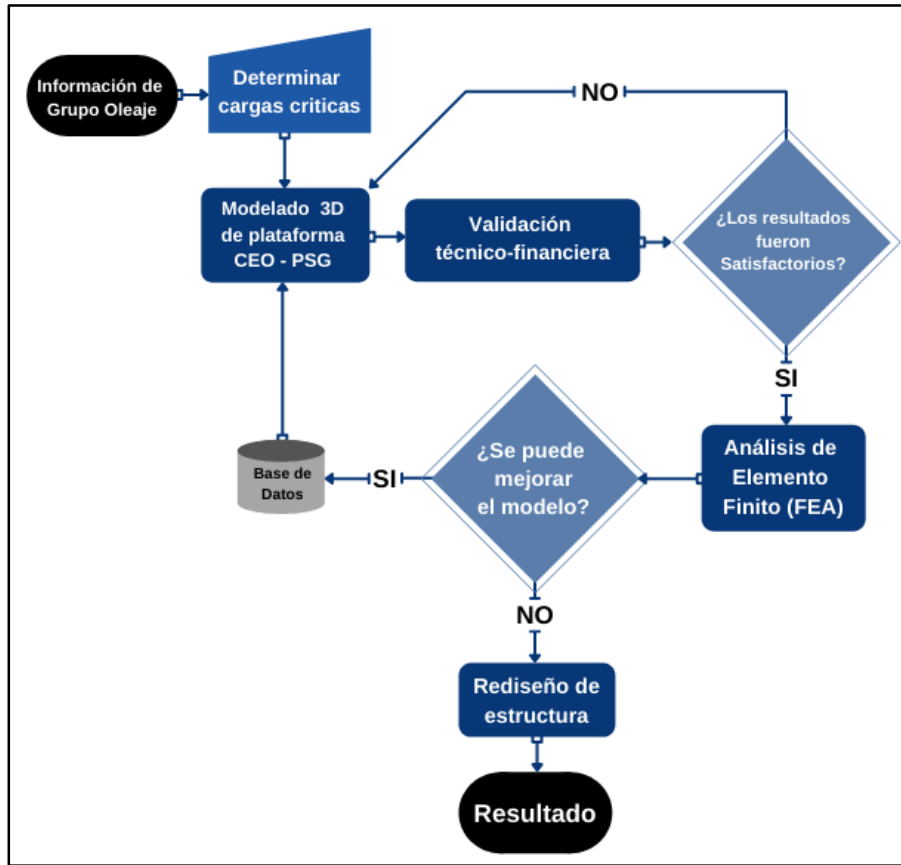 Información de
Grupo Oleaje
Determinar
cargas criticas
NO
Modelado 3D
de plataforma
CEO - PSG
Validación
técnico-financiera
¿Los resultados
fueron
Satisfactorios?
SI
Análisis de
Elemento
Finito (FEA)
¿Se puede
mejorar
el modelo?
SI
Base de
Datos
NO
Rediseño de
estructura
Resultado